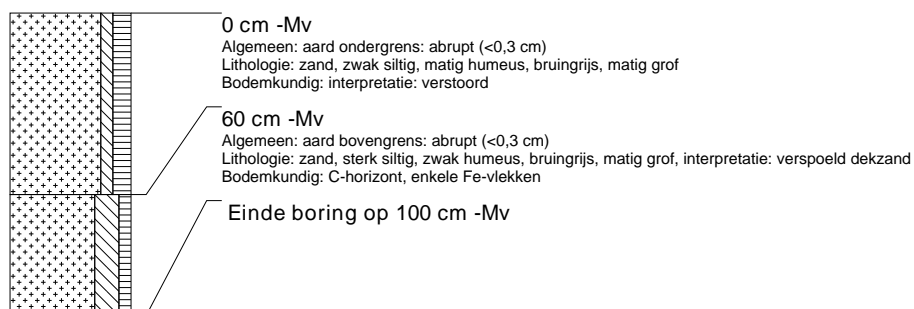 0 cm -Mv
Algemeen: aard ondergrens: abrupt (<0,3 cm)
Lithologie: zand, zwak siltig, matig humeus, bruingrijs, matig grof
Bodemkundig: interpretatie: verstoord
60 cm -Mv
Algemeen: aard bovengrens: abrupt (<0,3 cm)
Lithologie: zand, sterk siltig, zwak humeus, bruingrijs, matig grof, interpretatie: verspoeld dekzand
Bodemkundig: C-horizont, enkele Fe-vlekken
Einde boring op 100 cm -Mv